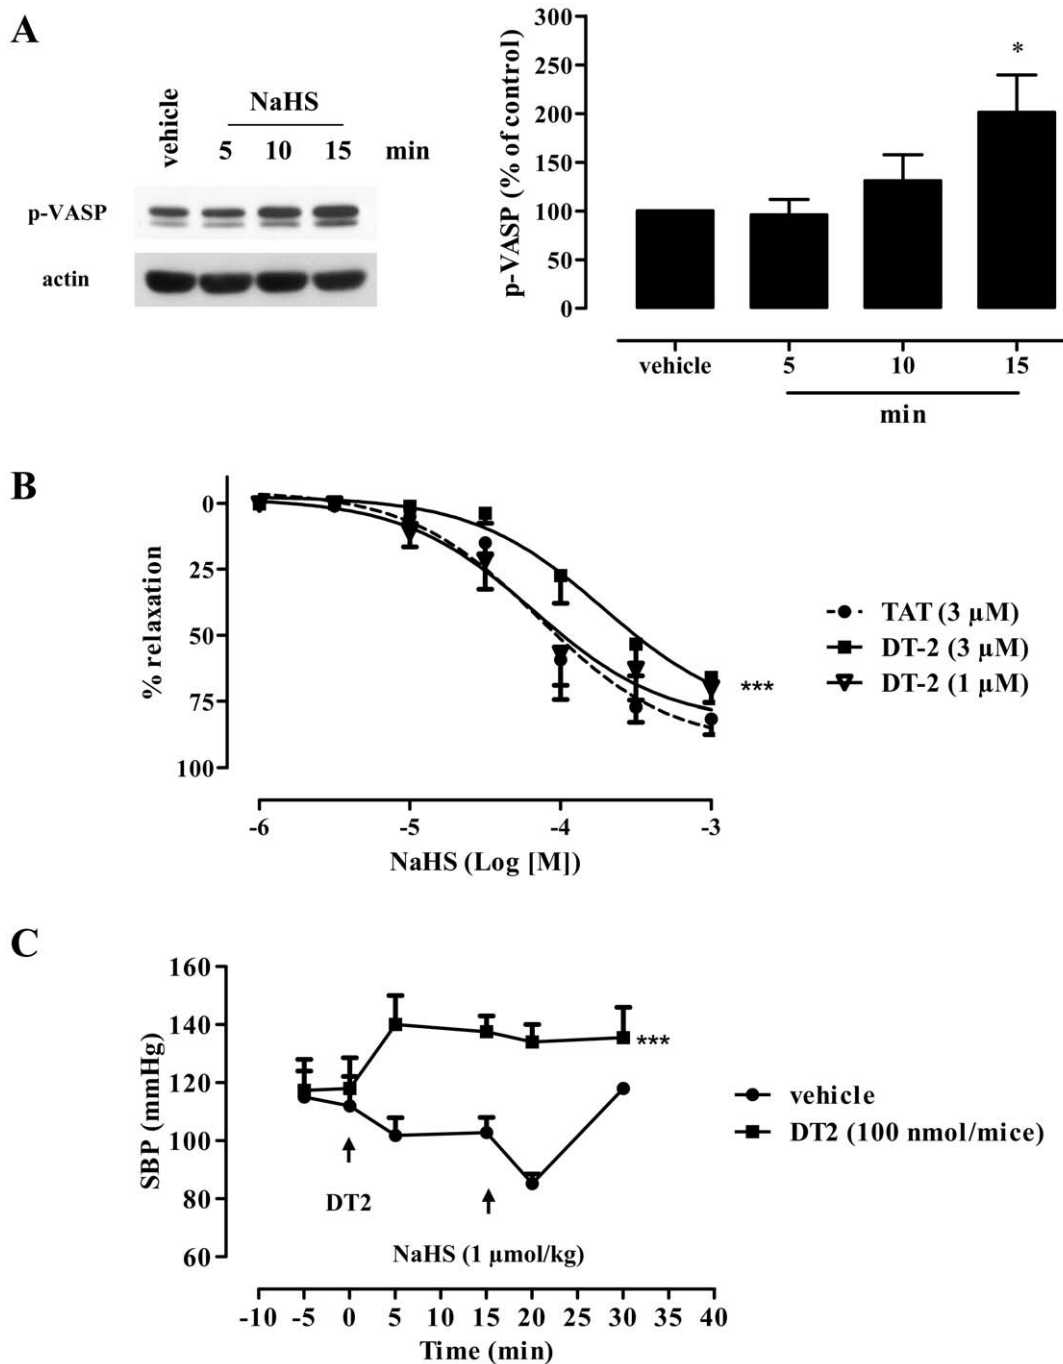 A
vehicle
NaHS
5 10 15 min
p-VASP
actin
p-VASP (% of control)
300
250
200
150
100
50
0
*
vehicle 5 10 15
min
B
% relaxation
0
25
50
75
100
***
-6 -5 -4 -3
NaHS (Log [M])
TAT (3 µM)
DT-2 (3 µM)
DT-2 (1 µM)
C
SBP (mmHg)
160
140
120
100
80
60
***
DT2
NaHS (1 µmol/kg)
-10 -5 0 5 10 15 20 25 30 35 40
Time (min)
vehicle
DT2 (100 nmol/mice)